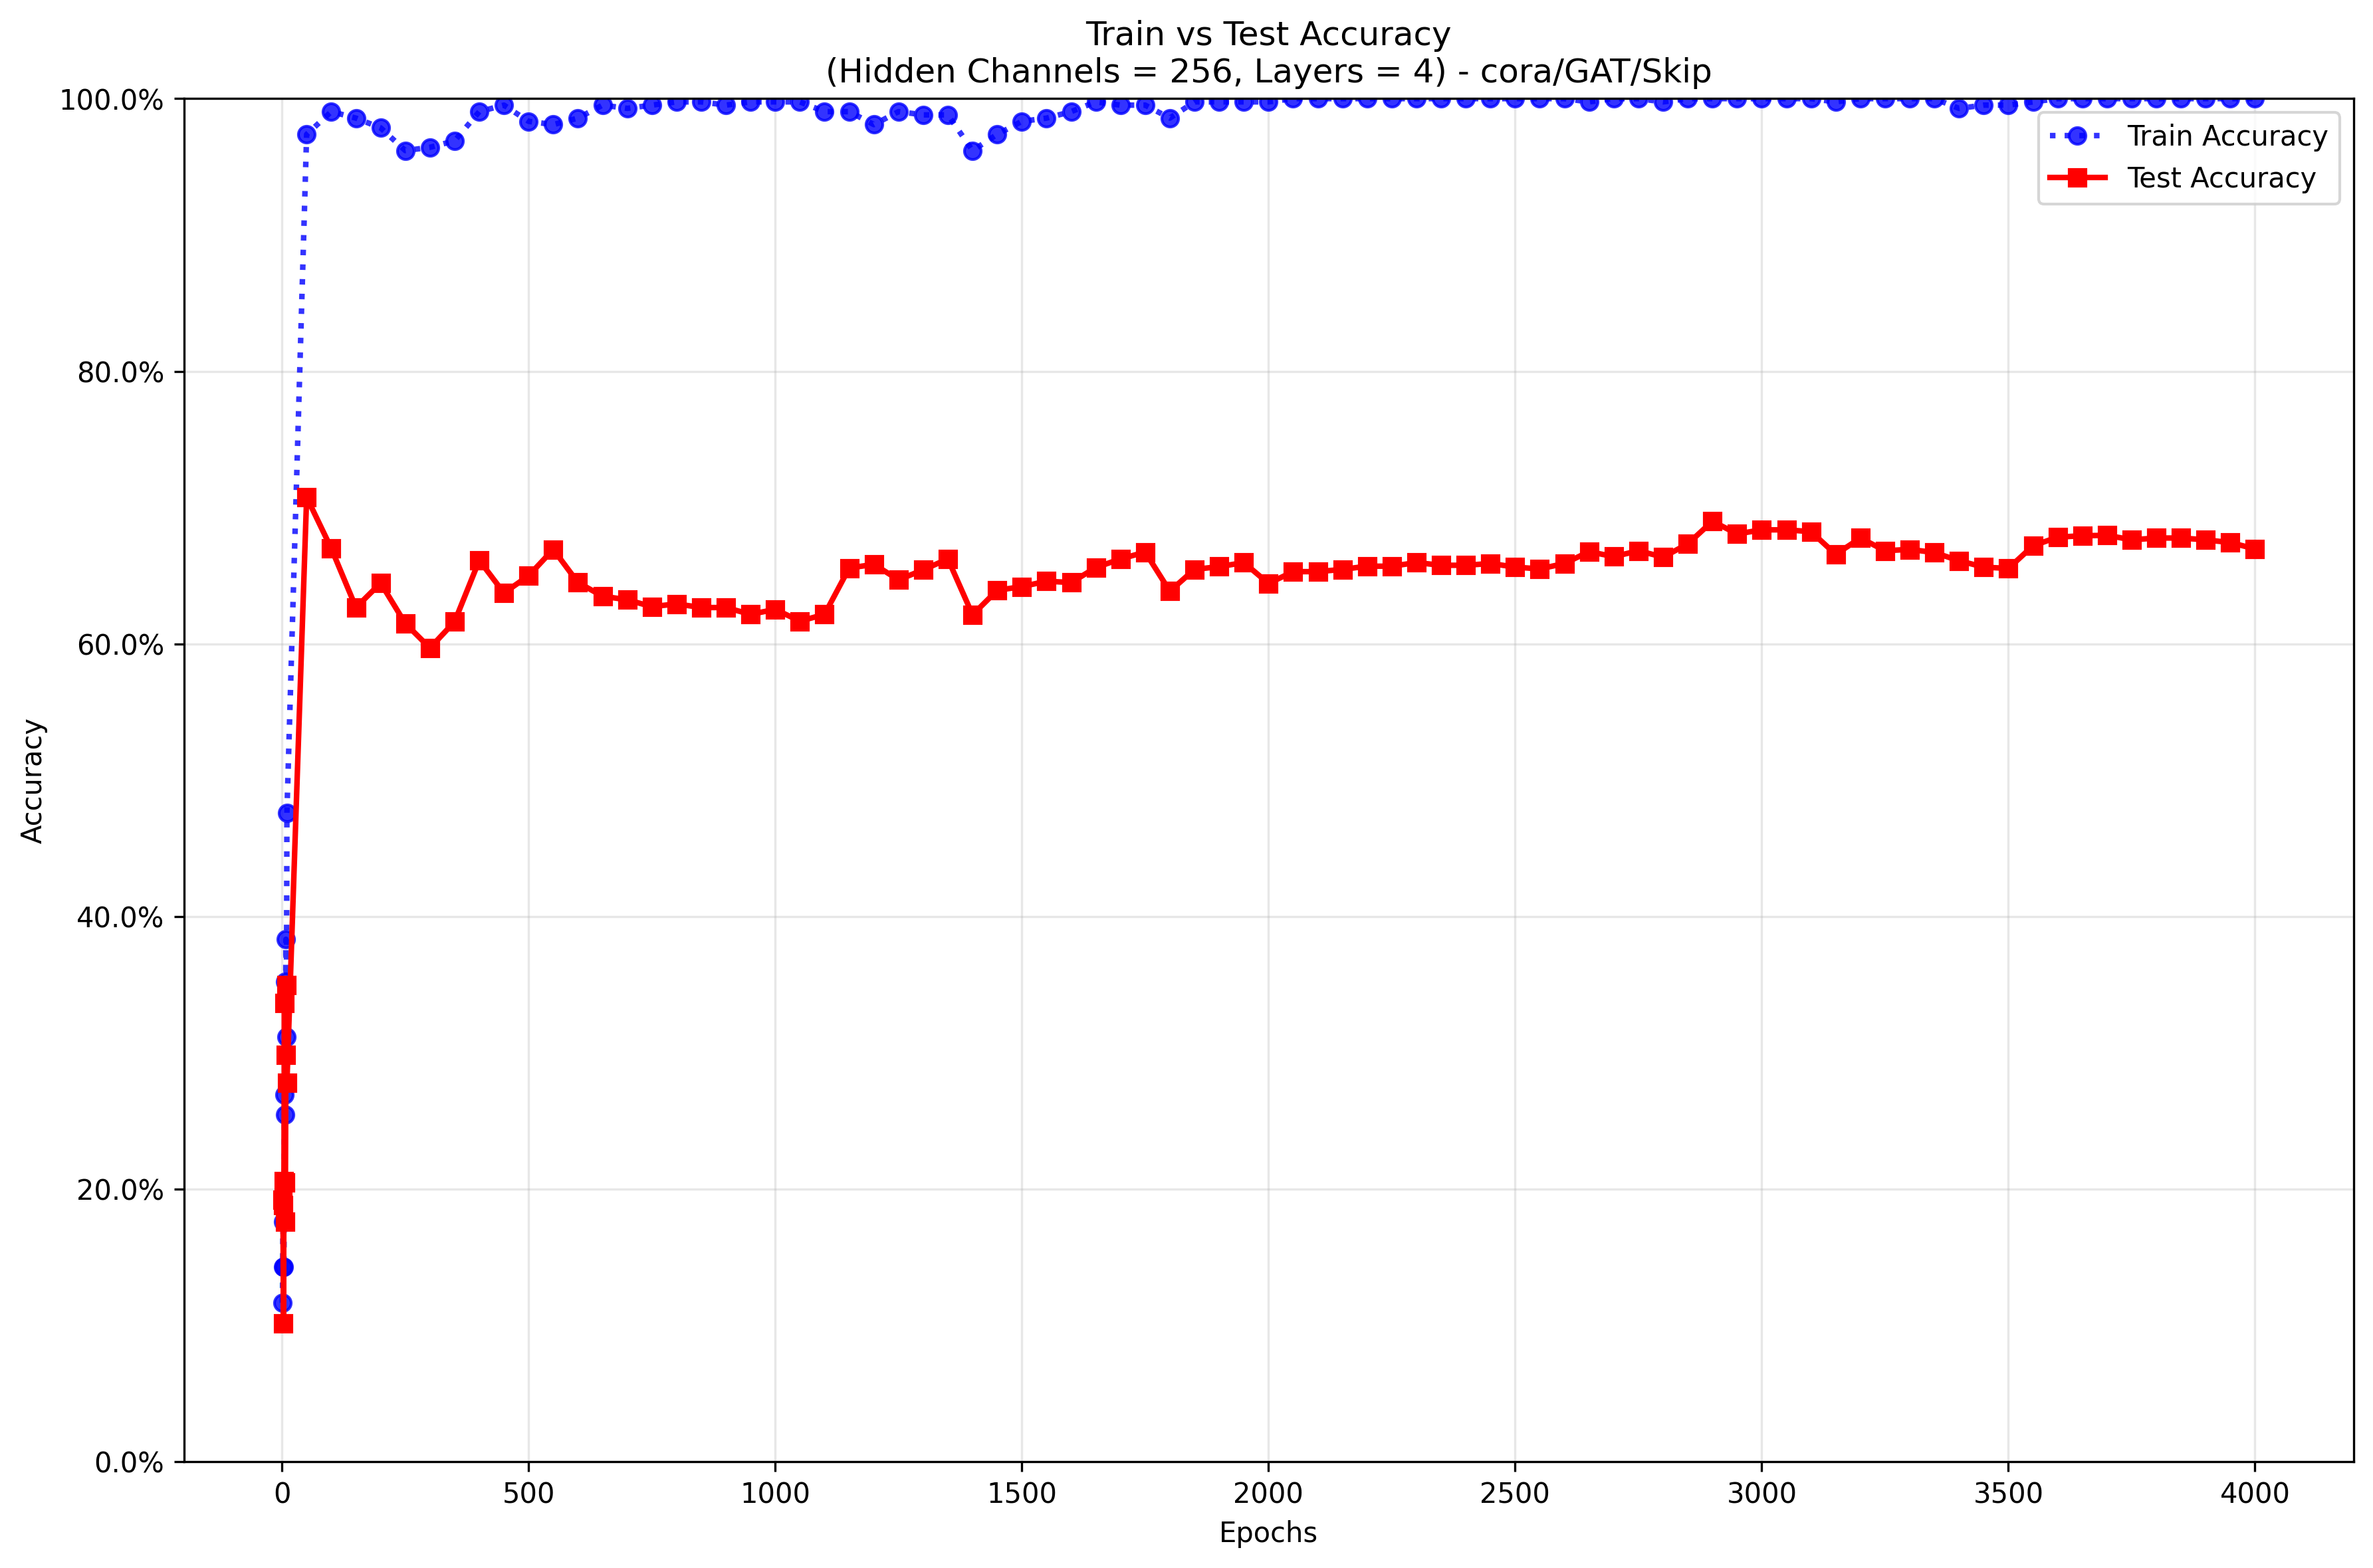 Train vs Test Accuracy
(Hidden Channels = 256, Layers = 4) - cora/GAT/Skip
100.0%
80.0%
60.0%
40.0%
20.0%
0.0%
Accuracy
Train Accuracy
Test Accuracy
0
500
1000
1500
2000
2500
3000
3500
4000
Epochs